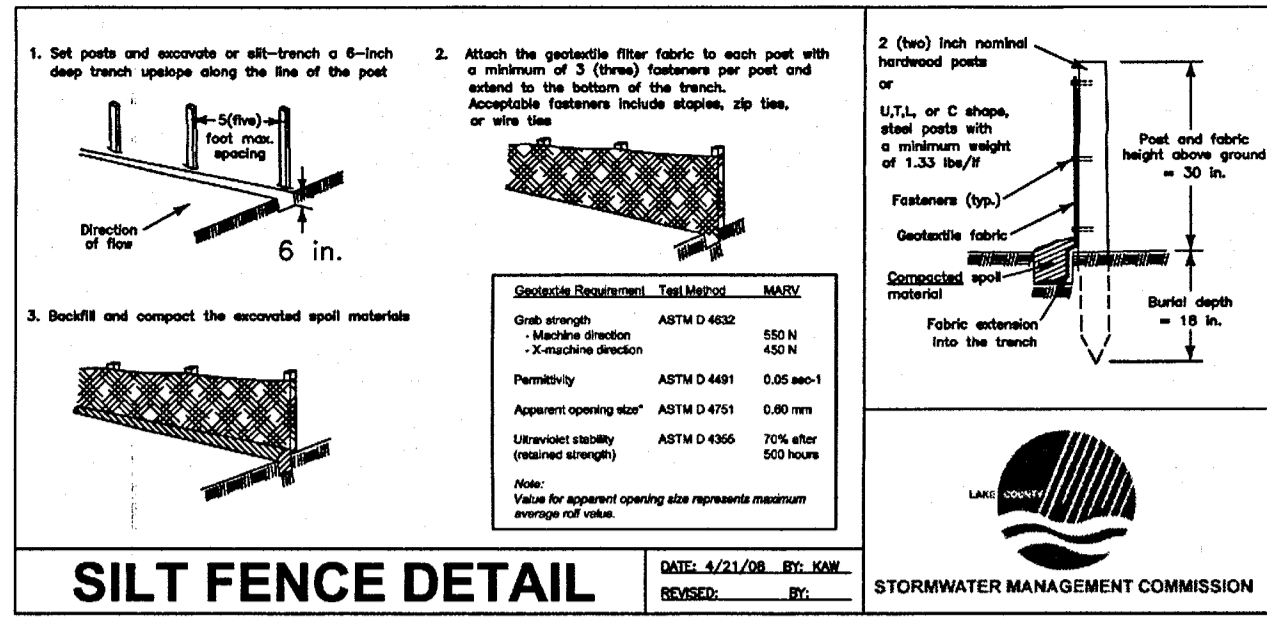 1. Set posts and excavate or slit-trench a 6-inch
deep trench upslope along the line of the post
5(five)
foot max.
spacing
Direction
of flow
6 in.
2. Attach the geotextile filter fabric to each post with
a minimum of 3 (three) fasteners per post and
extend to the bottom of the trench.
Acceptable fasteners include staples, zip ties,
or wire ties
3. Backfill and compact the excavated spoil materials
Geotextile Requirement Test Method MARV
Grab strength ASTM D 4632
- Machine direction 550 N
- X-machine direction 450 N
Permittivity ASTM D 4491 0.05 sec-1
Apparent opening size* ASTM D 4751 0.60 mm
Ultraviolet stability ASTM D 4355 70% after
(retained strength) 500 hours
Note:
Value for apparent opening size represents maximum
average roll value.
2 (two) inch nominal
hardwood posts
or
U,T,L, or C shape,
steel posts with
a minimum weight
of 1.33 lbs/lf
Fasteners (typ.)
Geotextile fabric
Compacted spoil
material
Fabric extension
into the trench
Post and fabric
height above ground
= 30 in.
Burial depth
= 18 in.
SILT FENCE DETAIL
DATE: 4/21/08 BY: KAW
REVISED: BY:
LAKE COUNTY
STORMWATER MANAGEMENT COMMISSION